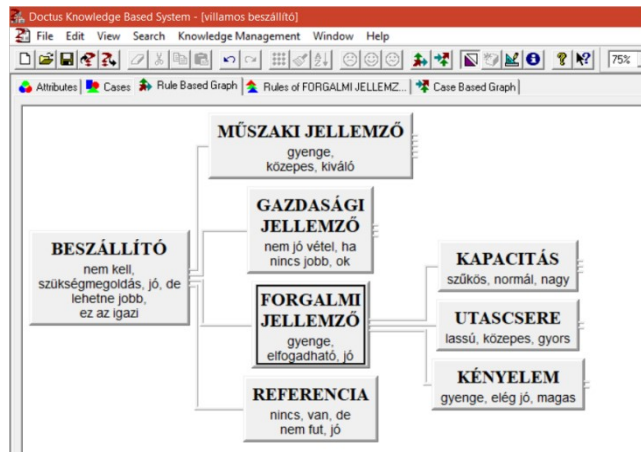 Doctus Knowledge Based System - [villamos beszállító]
File Edit View Search Knowledge Management Window Help
75%
Attributes Cases Rule Based Graph Rules of FORGALMI JELLEMZ... Case Based Graph
MŰSZAKI JELLEMZŐ
gyenge,
közepes, kiváló
GAZDASÁGI
JELLEMZŐ
nem jó vétel, ha
nincs jobb, ok
BESZÁLLÍTÓ
nem kell,
szükségmegoldás, jó, de
lehetne jobb,
ez az igazi
FORGALMI
JELLEMZŐ
gyenge,
elfogadható, jó
KAPACITÁS
szűkös, normál, nagy
UTASCSERE
lassú, közepes, gyors
KÉNYELEM
gyenge, elég jó, magas
REFERENCIA
nincs, van, de
nem fut, jó